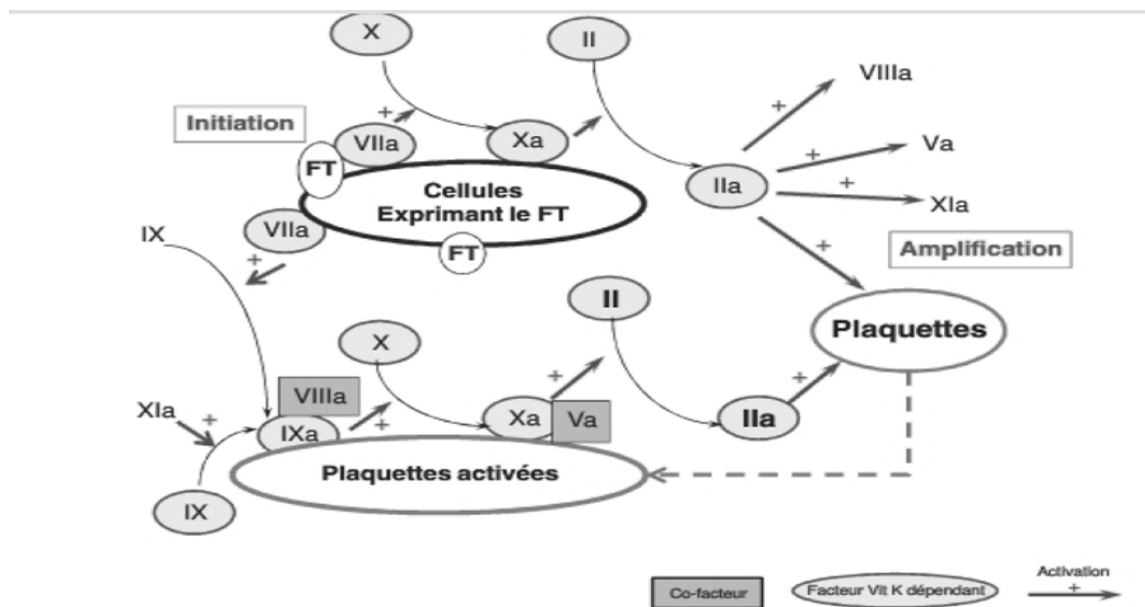 X
II
VIIIa
+
+
Initiation
+
VIIa
Xa
Va
FT
+
IIa
+
XIa
Cellules
Exprimant le FT
VIIa
IX
+
FT
+
Amplification
II
X
Plaquettes
VIIIa
+
+
XIa
+
IXa
+
Xa
Va
IIa
Plaquettes activées
IX
Activation
+
Co-facteur
Facteur Vit K dépendant